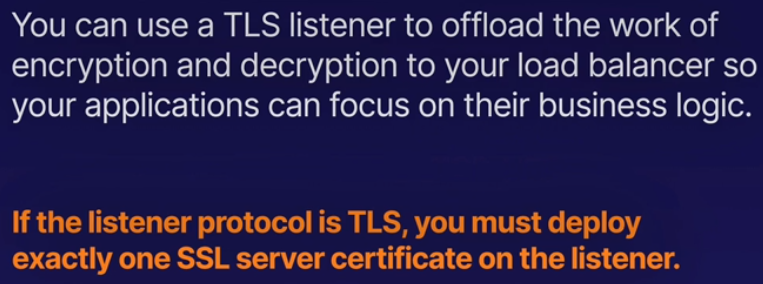 You can use a TLS listener to offload the work of
encryption and decryption to your load balancer so
your applications can focus on their business logic.
If the listener protocol is TLS, you must deploy
exactly one SSL server certificate on the listener.